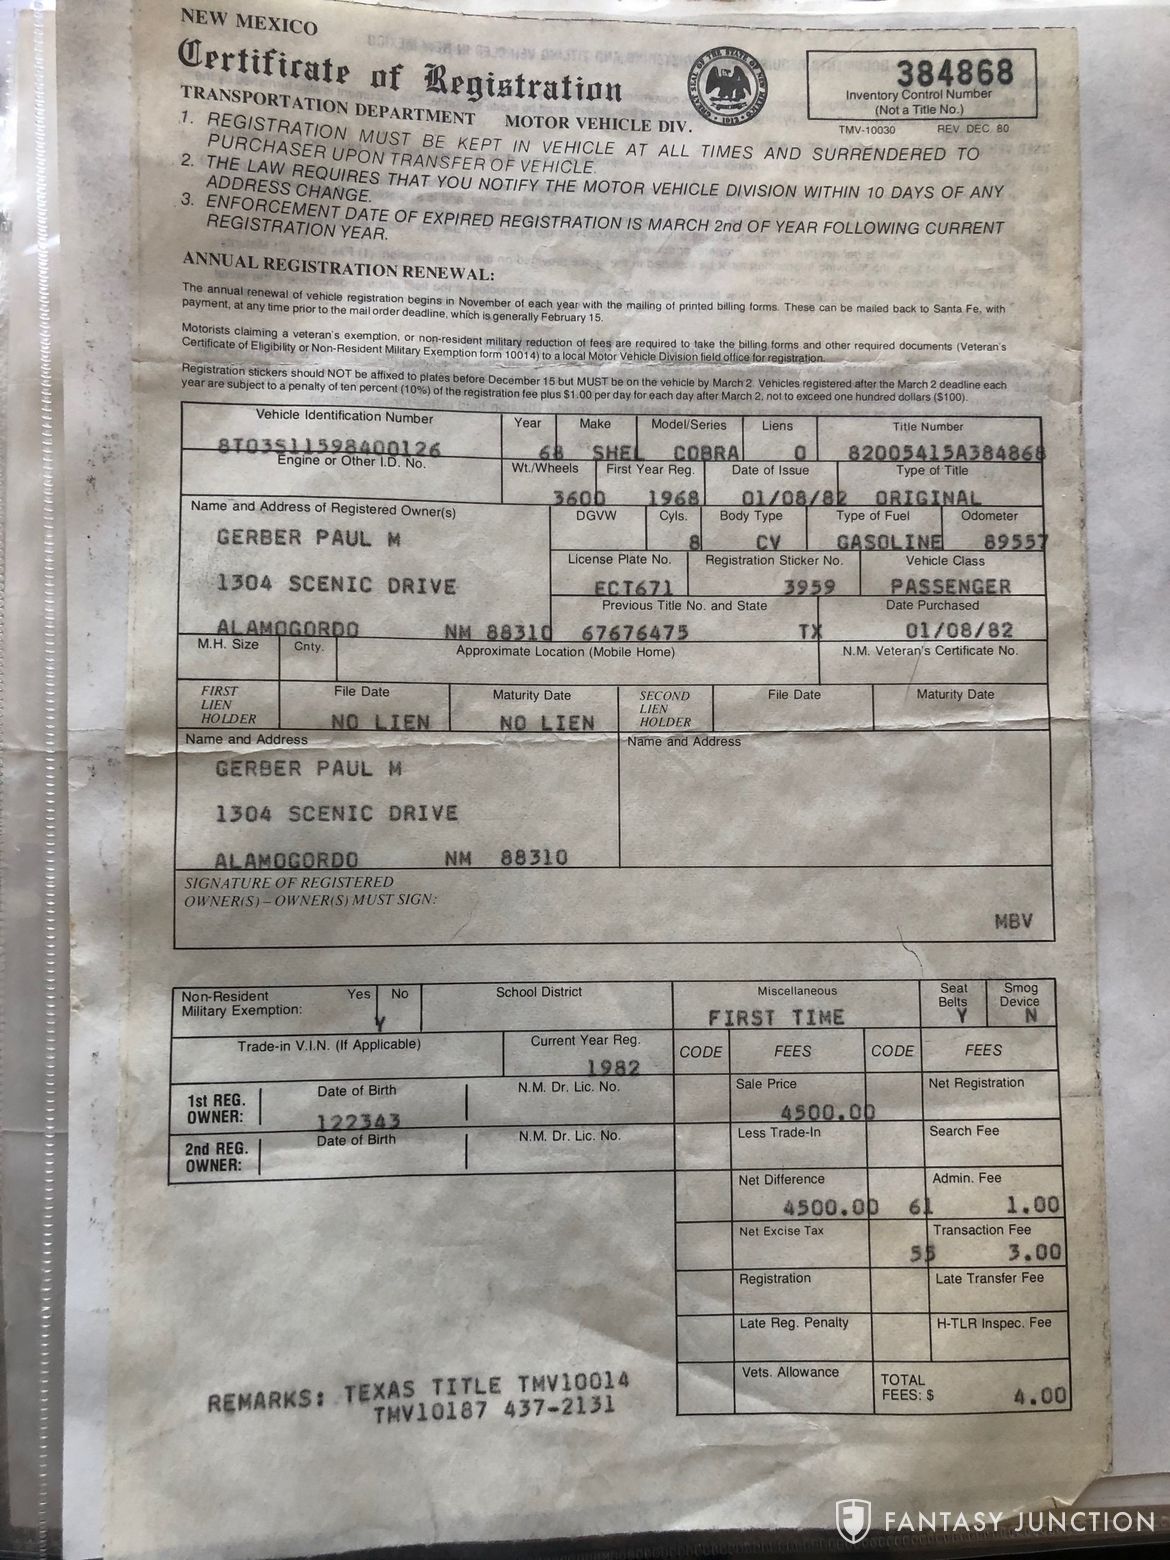 NEW MEXICO
Certificate of Registration
TRANSPORTATION DEPARTMENT MOTOR VEHICLE DIV.
GREAT SEAL OF THE STATE OF NEW MEXICO
1912
384868
Inventory Control Number
(Not a Title No.)
TMV-10030 REV. DEC. 80
1. REGISTRATION MUST BE KEPT IN VEHICLE AT ALL TIMES AND SURRENDERED TO
PURCHASER UPON TRANSFER OF VEHICLE.
2. THE LAW REQUIRES THAT YOU NOTIFY THE MOTOR VEHICLE DIVISION WITHIN 10 DAYS OF ANY
ADDRESS CHANGE.
3. ENFORCEMENT DATE OF EXPIRED REGISTRATION IS MARCH 2nd OF YEAR FOLLOWING CURRENT
REGISTRATION YEAR.
ANNUAL REGISTRATION RENEWAL:
The annual renewal of vehicle registration begins in November of each year with the mailing of printed billing forms. These can be mailed back to Santa Fe, with
payment, at any time prior to the mail order deadline, which is generally February 15.
Motorists claiming a veteran's exemption, or non-resident military reduction of fees are required to take the billing forms and other required documents (Veteran's
Certificate of Eligibility or Non-Resident Military Exemption form 10014) to a local Motor Vehicle Division field office for registration.
Registration stickers should NOT be affixed to plates before December 15 but MUST be on the vehicle by March 2. Vehicles registered after the March 2 deadline each
year are subject to a penalty of ten percent (10%) of the registration fee plus $1.00 per day for each day after March 2, not to exceed one hundred dollars ($100).
Vehicle Identification Number Year Make Model/Series Liens Title Number
8T03S11598400126 68 SHEL COBRA 0 82005415A384868
Engine or Other I.D. No. Wt./Wheels First Year Reg. Date of Issue Type of Title
3600 1968 01/08/82 ORIGINAL
Name and Address of Registered Owner(s) DGVW Cyls. Body Type Type of Fuel Odometer
GERBER PAUL M 8 CV GASOLINE 89557
License Plate No. Registration Sticker No. Vehicle Class
1304 SCENIC DRIVE ECT671 3959 PASSENGER
Previous Title No. and State Date Purchased
ALAMOGORDO NM 88310 67676475 TX 01/08/82
M.H. Size Cnty. Approximate Location (Mobile Home) N.M. Veteran's Certificate No.
FIRST LIEN HOLDER File Date Maturity Date SECOND LIEN HOLDER File Date Maturity Date
NO LIEN NO LIEN
Name and Address Name and Address
GERBER PAUL M
1304 SCENIC DRIVE
ALAMOGORDO NM 88310
SIGNATURE OF REGISTERED
OWNER(S) – OWNER(S) MUST SIGN:
MBV
Non-Resident Military Exemption: Yes No School District Miscellaneous Seat Belts Smog Device
Y FIRST TIME Y N
Trade-in V.I.N. (If Applicable) Current Year Reg. CODE FEES CODE FEES
1982
1st REG. OWNER: Date of Birth N.M. Dr. Lic. No. Sale Price Net Registration
122343 4500.00
2nd REG. OWNER: Date of Birth N.M. Dr. Lic. No. Less Trade-In Search Fee
Net Difference Admin. Fee
4500.00 61 1.00
Net Excise Tax Transaction Fee
55 3.00
Registration Late Transfer Fee
Late Reg. Penalty H-TLR Inspec. Fee
Vets. Allowance TOTAL FEES: $ 4.00
REMARKS: TEXAS TITLE TMV10014
TMV10187 437-2131
FANTASY JUNCTION